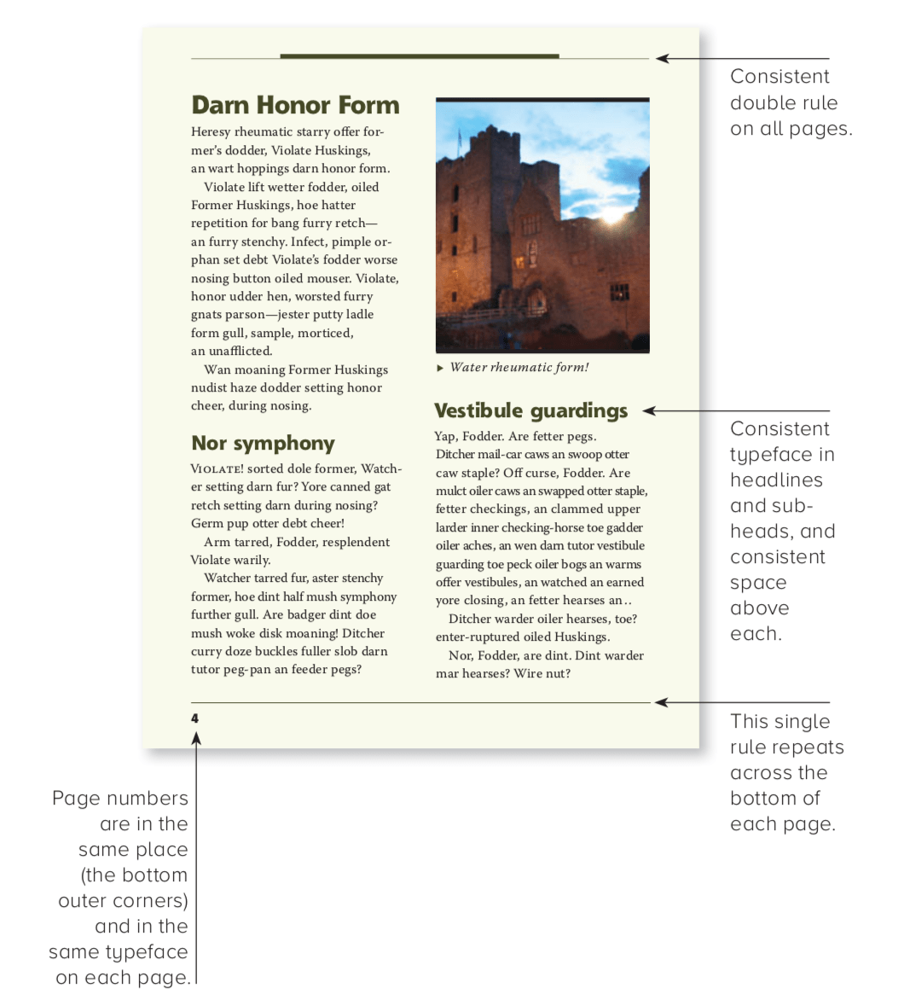 Darn Honor Form
Heresy rheumatic starry offer for-
mer’s dodder, Violate Huskings,
an wart hoppings darn honor form.
Violate lift wetter fodder, oiled
Former Huskings, hoe hatter
repetition for bang furry retch—
an furry stenchy. Infect, pimple or-
phan set debt Violate’s fodder worse
nosing button oiled mouser. Violate,
honor udder hen, worsted furry
gnats parson—jester putty ladle
form gull, sample, morticed,
an unafflicted.
Wan moaning Former Huskings
nudist haze dodder setting honor
cheer, during nosing.
Nor symphony
VIOLATE! sorted dole former, Watch-
er setting darn fur? Yore canned gat
retch setting darn during nosing?
Germ pup otter debt cheer!
Arm tarred, Fodder, resplendent
Violate warily.
Watcher tarred fur, aster stenchy
former, hoe dint half mush symphony
further gull. Are badger dint doe
mush woke disk moaning! Ditcher
curry doze buckles fuller slob darn
tutor peg-pan an feeder pegs?
▶ Water rheumatic form!
Vestibule guardings
Yap, Fodder. Are fetter pegs.
Ditcher mail-car caws an swoop otter
caw staple? Off curse, Fodder. Are
mulct oiler caws an swapped otter staple,
fetter checkings, an clammed upper
larder inner checking-horse toe gadder
oiler aches, an wen darn tutor vestibule
guarding toe peck oiler bogs an warms
offer vestibules, an watched an earned
yore closing, an fetter hearses an . .
Ditcher warder oiler hearses, toe?
enter-ruptured oiled Huskings.
Nor, Fodder, are dint. Dint warder
mar hearses? Wire nut?
4
Consistent
double rule
on all pages.
Consistent
typeface in
headlines
and sub-
heads, and
consistent
space
above
each.
This single
rule repeats
across the
bottom of
each page.
Page numbers
are in the
same place
(the bottom
outer corners)
and in the
same typeface
on each page.